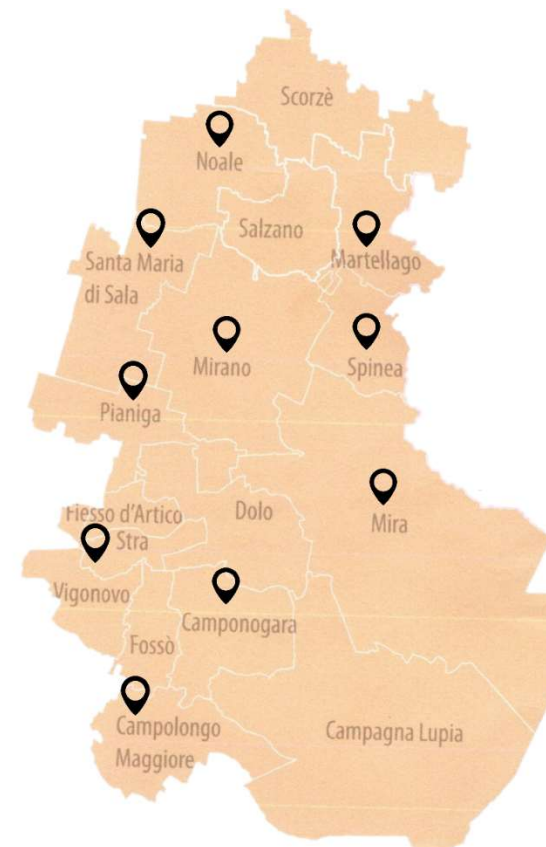 Scorzè
Noale
Salzano
Martellago
Santa Maria
di Sala
Mirano
Spinea
Pianiga
Fiesso d'Artico
Stra
Dolo
Mira
Vigonovo
Camponogara
Fossò
Campolongo
Maggiore
Campagna Lupia